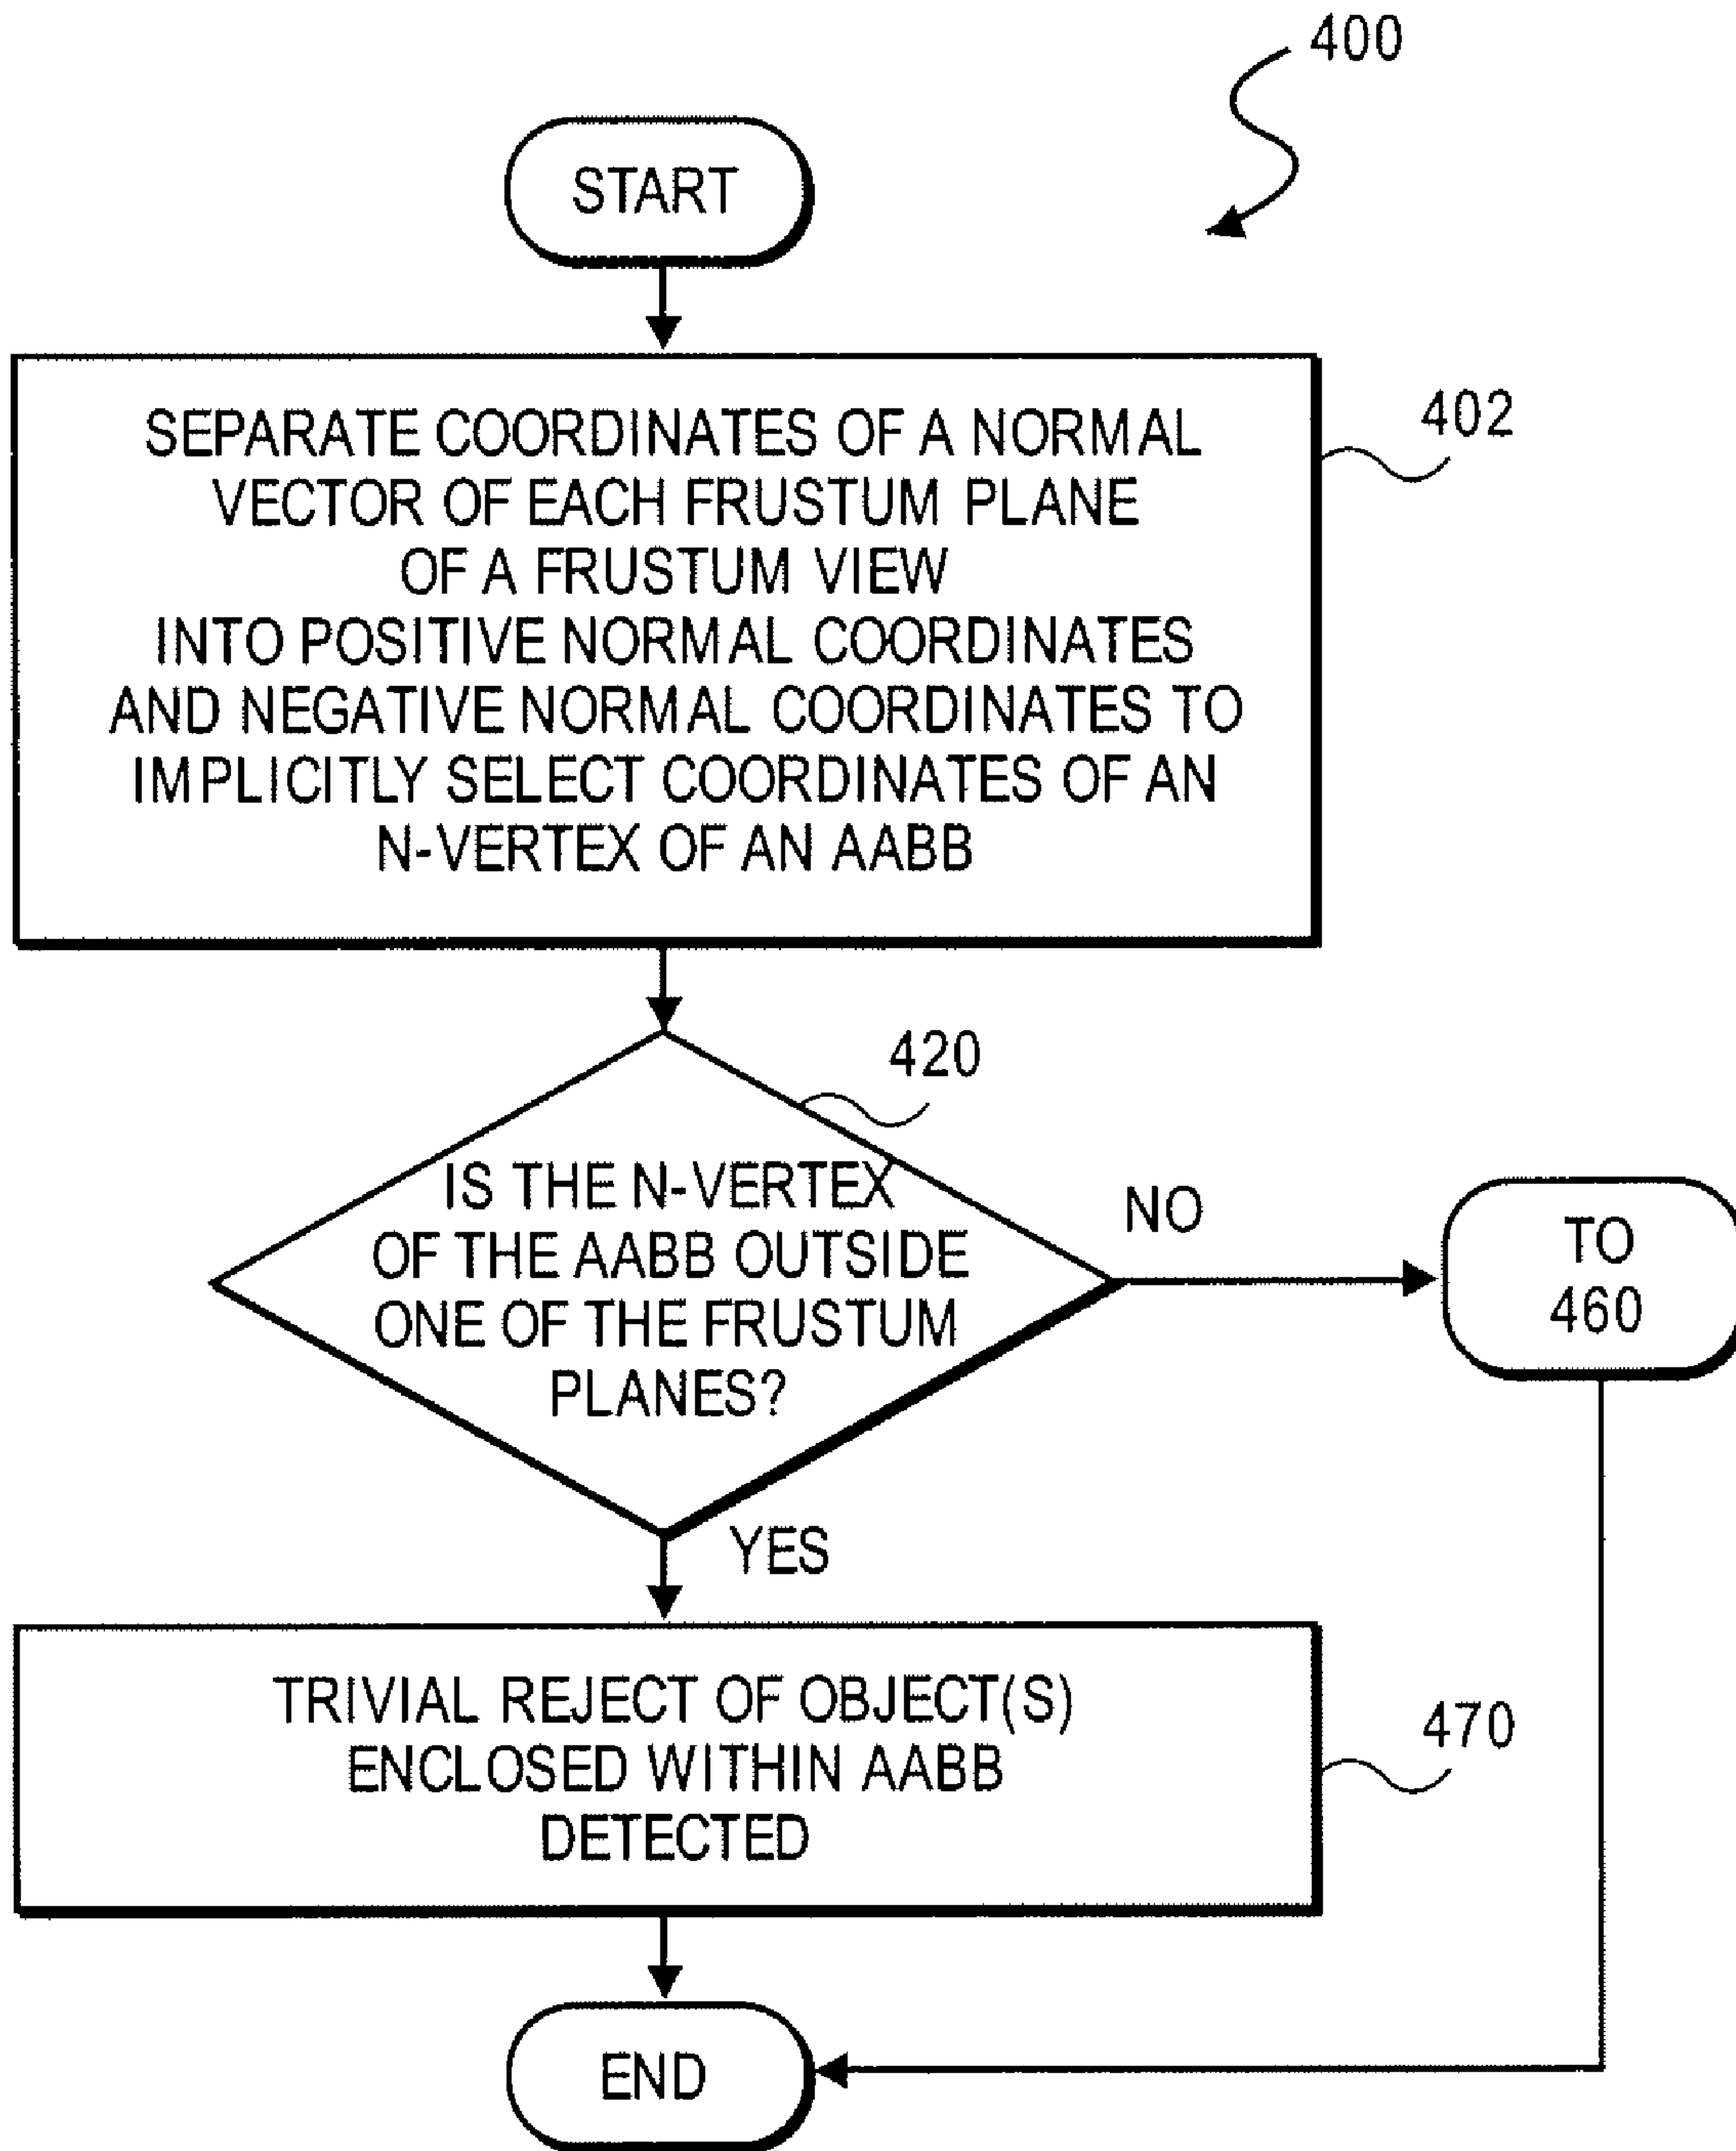 400
START
SEPARATE COORDINATES OF A NORMAL
VECTOR OF EACH FRUSTUM PLANE
OF A FRUSTUM VIEW
INTO POSITIVE NORMAL COORDINATES
AND NEGATIVE NORMAL COORDINATES TO
IMPLICITLY SELECT COORDINATES OF AN
N-VERTEX OF AN AABB
402
420
IS THE N-VERTEX
OF THE AABB OUTSIDE
ONE OF THE FRUSTUM
PLANES?
NO
TO
460
YES
TRIVIAL REJECT OF OBJECT(S)
ENCLOSED WITHIN AABB
DETECTED
470
END